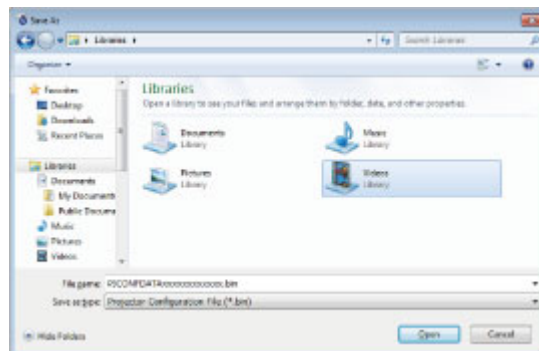 Save As
Libraries
Search Libraries
Organize
Favorites
Desktop
Downloads
Recent Places
Libraries
Documents
My Documents
Public Docume
Music
Pictures
Videos
Libraries
Open a library to see your files and arrange them by folder, date, and other properties.
Documents
Library
Music
Library
Pictures
Library
Videos
Library
File name:
Save as type: Projector Configuration File (*.bin)
Hide Folders
Open
Cancel